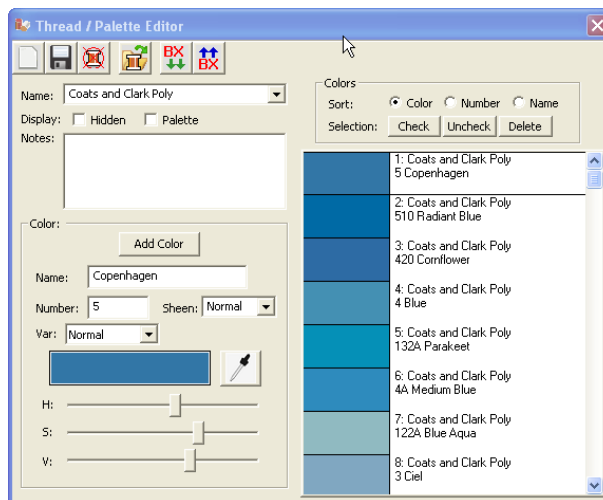 Thread / Palette Editor
BX
BX
Name: Coats and Clark Poly
Display: Hidden Palette
Notes:
Color:
Add Color
Name: Copenhagen
Number: 5 Sheen: Normal
Var: Normal
H:
S:
V:
Colors
Sort: Color Number Name
Selection: Check Uncheck Delete
1: Coats and Clark Poly
5 Copenhagen
2: Coats and Clark Poly
510 Radiant Blue
3: Coats and Clark Poly
420 Cornflower
4: Coats and Clark Poly
4 Blue
5: Coats and Clark Poly
132A Parakeet
6: Coats and Clark Poly
4A Medium Blue
7: Coats and Clark Poly
122A Blue Aqua
8: Coats and Clark Poly
3 Ciel